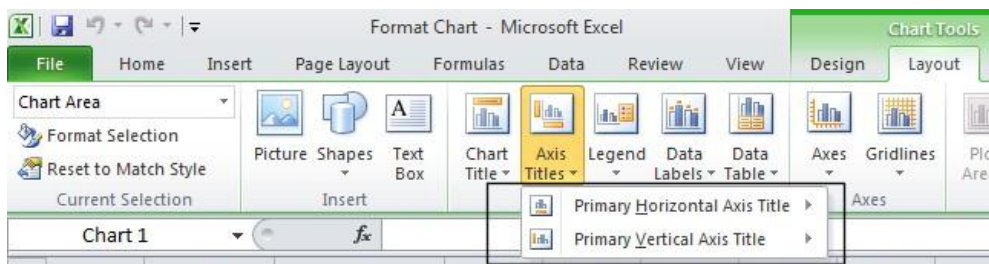 Format Chart - Microsoft Excel
Chart Tools
File Home Insert Page Layout Formulas Data Review View Design Layout
Chart Area
Format Selection
Reset to Match Style
Current Selection
Picture Shapes Text Box
Insert
Chart Title Axis Titles Legend Data Labels Data Table
Axes Gridlines
Axes
Primary Horizontal Axis Title
Primary Vertical Axis Title
Chart 1 fx